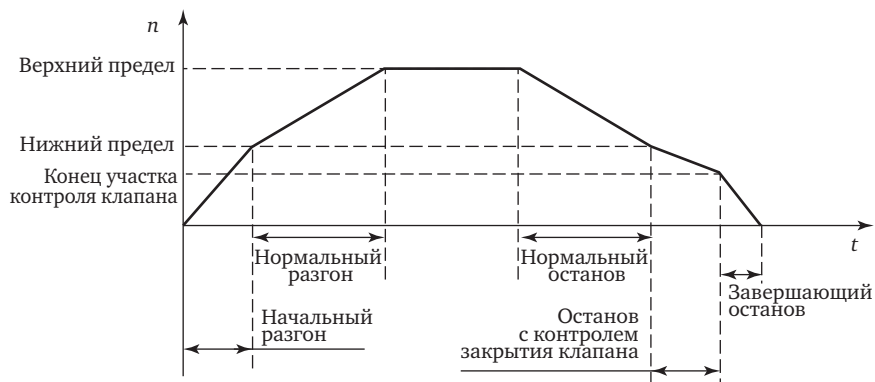 n
Верхний предел
Нижний предел
Конец участка
контроля клапана
t
Нормальный
разгон
Нормальный
останов
Завершающий
останов
Начальный
разгон
Останов
с контролем
закрытия клапана